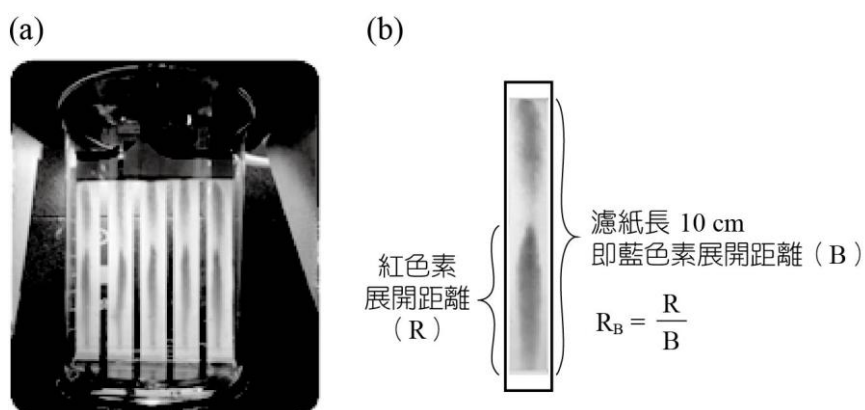 (a)
(b)
紅色素
展開距離
（R）
濾紙長 10 cm
即藍色素展開距離（B）
R_B = R/B